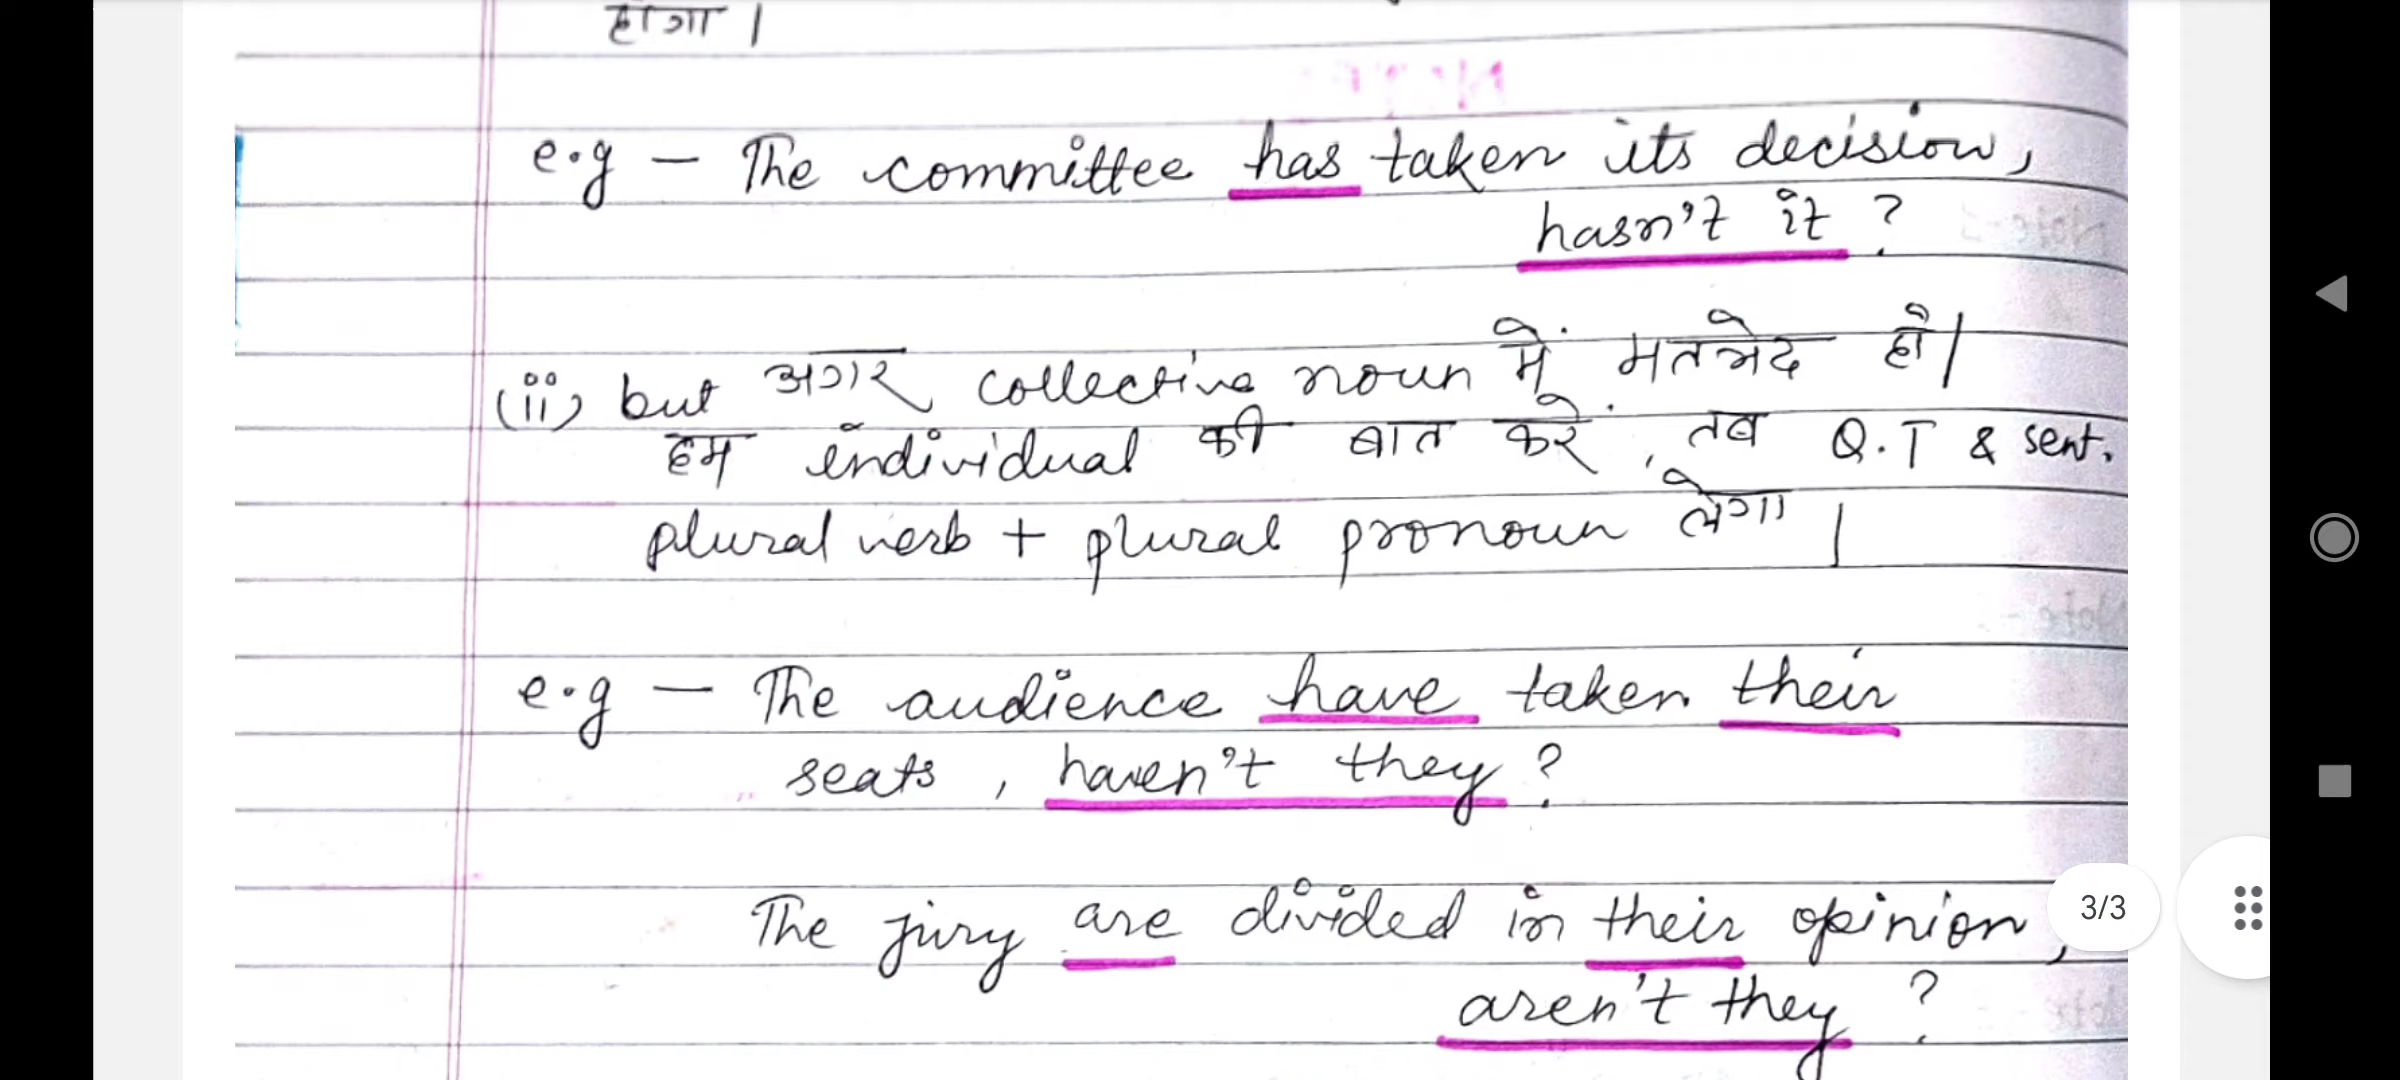 होगा।
e.g — The committee has taken its decision,
hasn't it ?
(ii) but अगर collective noun में मतभेद हो।
हम individual की बात करें, तब Q.T & sent.
plural verb + plural pronoun लेगा।
e.g — The audience have taken their
seats , haven't they ?
The jury are divided in their opinion,
aren't they ?
3/3